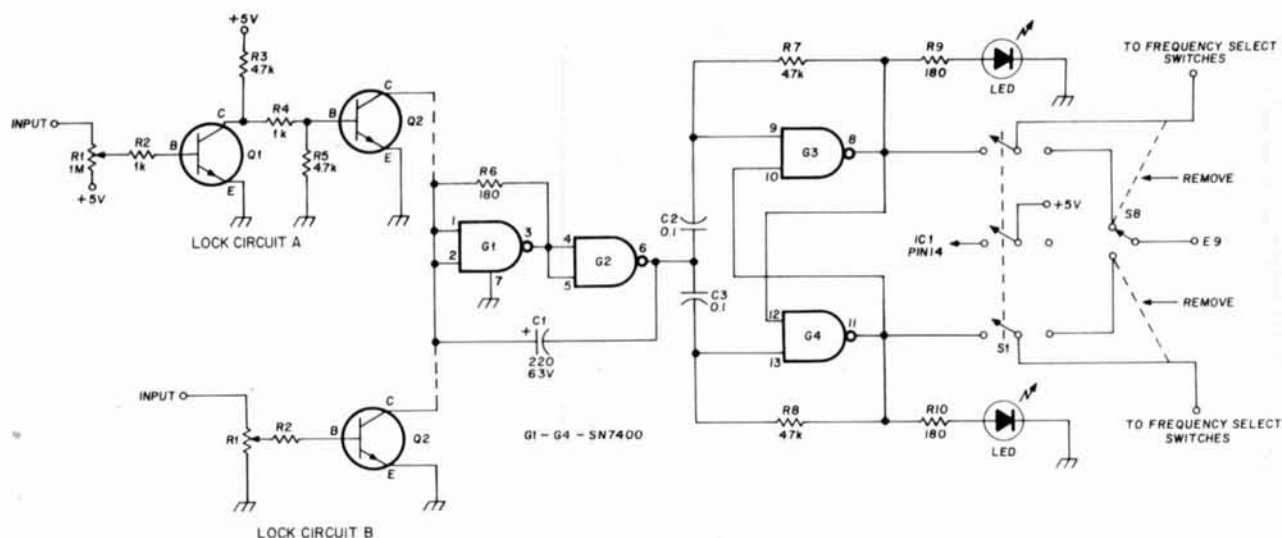 +5V
R3
4.7k
INPUT
R1
1M
+5V
R2
1k
B
C
E
Q1
R4
1k
R5
4.7k
B
C
E
Q2
LOCK CIRCUIT A
R6
180
1
2
G1
3
7
4
5
G2
6
C1
+
220
63V
INPUT
R1
R2
B
C
E
Q2
LOCK CIRCUIT B
G1 - G4 - SN7400
C2
0.1
C3
0.1
R7
47k
9
10
G3
8
12
13
G4
11
R8
47k
R9
180
LED
R10
180
LED
TO FREQUENCY SELECT
SWITCHES
REMOVE
+5V
IC1
PIN14
S8
E9
REMOVE
S1
TO FREQUENCY SELECT
SWITCHES